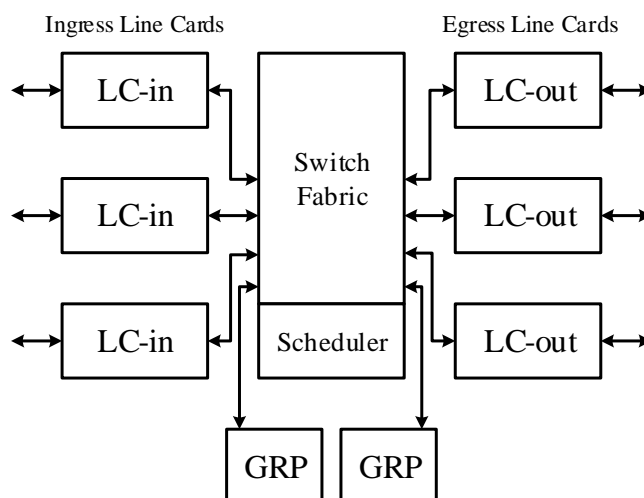 Ingress Line Cards
Egress Line Cards
LC-in
LC-out
Switch
Fabric
LC-in
LC-out
LC-in
Scheduler
LC-out
GRP
GRP